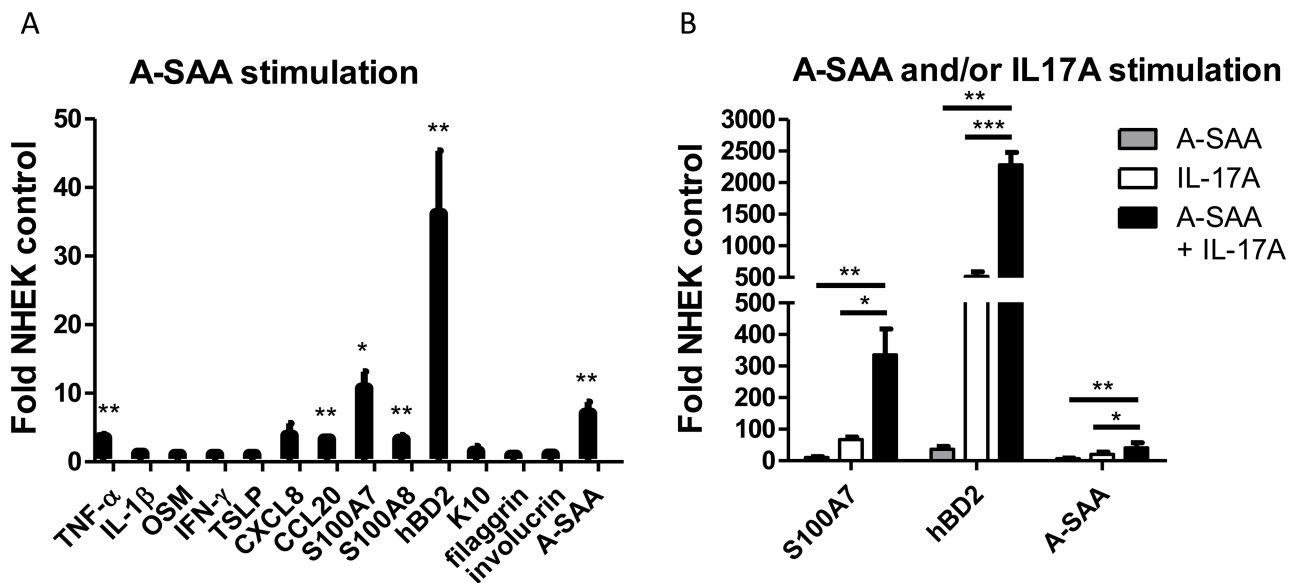 A
A-SAA stimulation
Fold NHEK control
50
40
30
20
10
0
**
**
*
**
**
**
TNF-α
IL-1β
OSM
IFN-γ
TSLP
CXCL8
CCL20
S100A7
S100A8
hBD2
K10
filaggrin
involucrin
A-SAA
B
A-SAA and/or IL17A stimulation
Fold NHEK control
3000
2500
2000
1500
1000
500
500
400
300
200
100
0
**
*
**
***
**
*
S100A7
hBD2
A-SAA
A-SAA
IL-17A
A-SAA
+ IL-17A